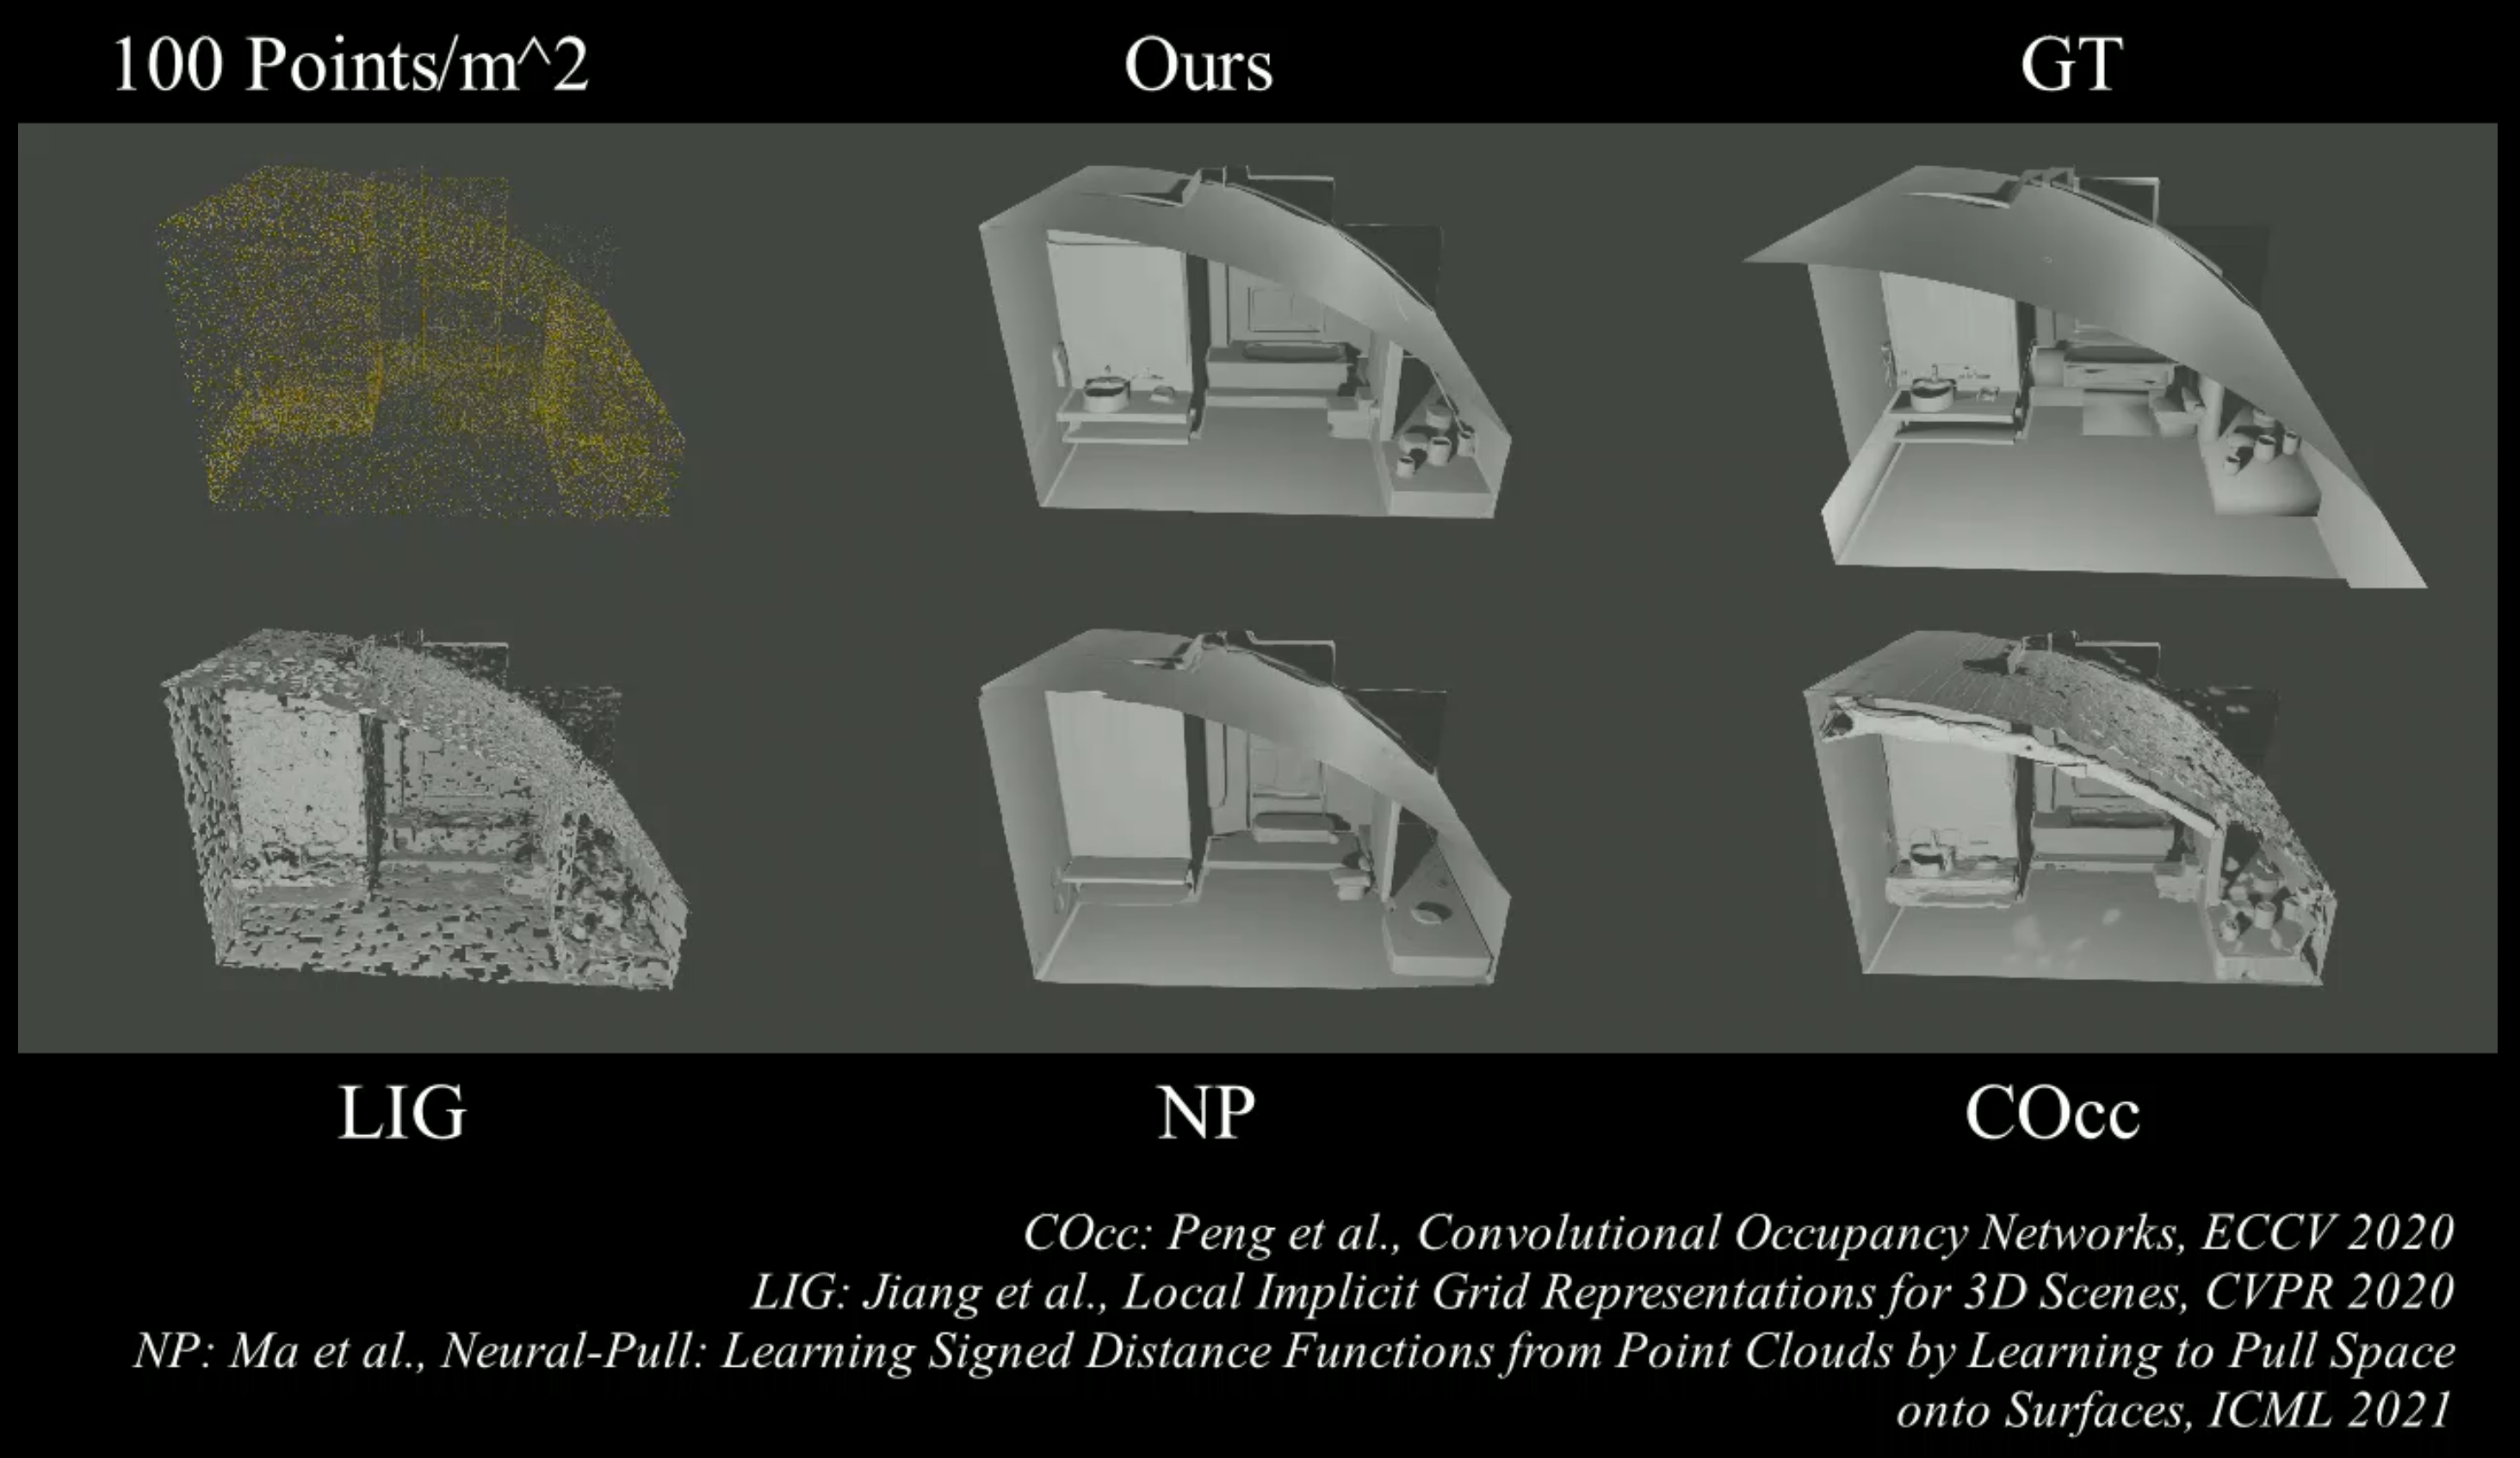 100 Points/m^2
Ours
GT
LIG
NP
COcc
COcc: Peng et al., Convolutional Occupancy Networks, ECCV 2020
LIG: Jiang et al., Local Implicit Grid Representations for 3D Scenes, CVPR 2020
NP: Ma et al., Neural-Pull: Learning Signed Distance Functions from Point Clouds by Learning to Pull Space
onto Surfaces, ICML 2021